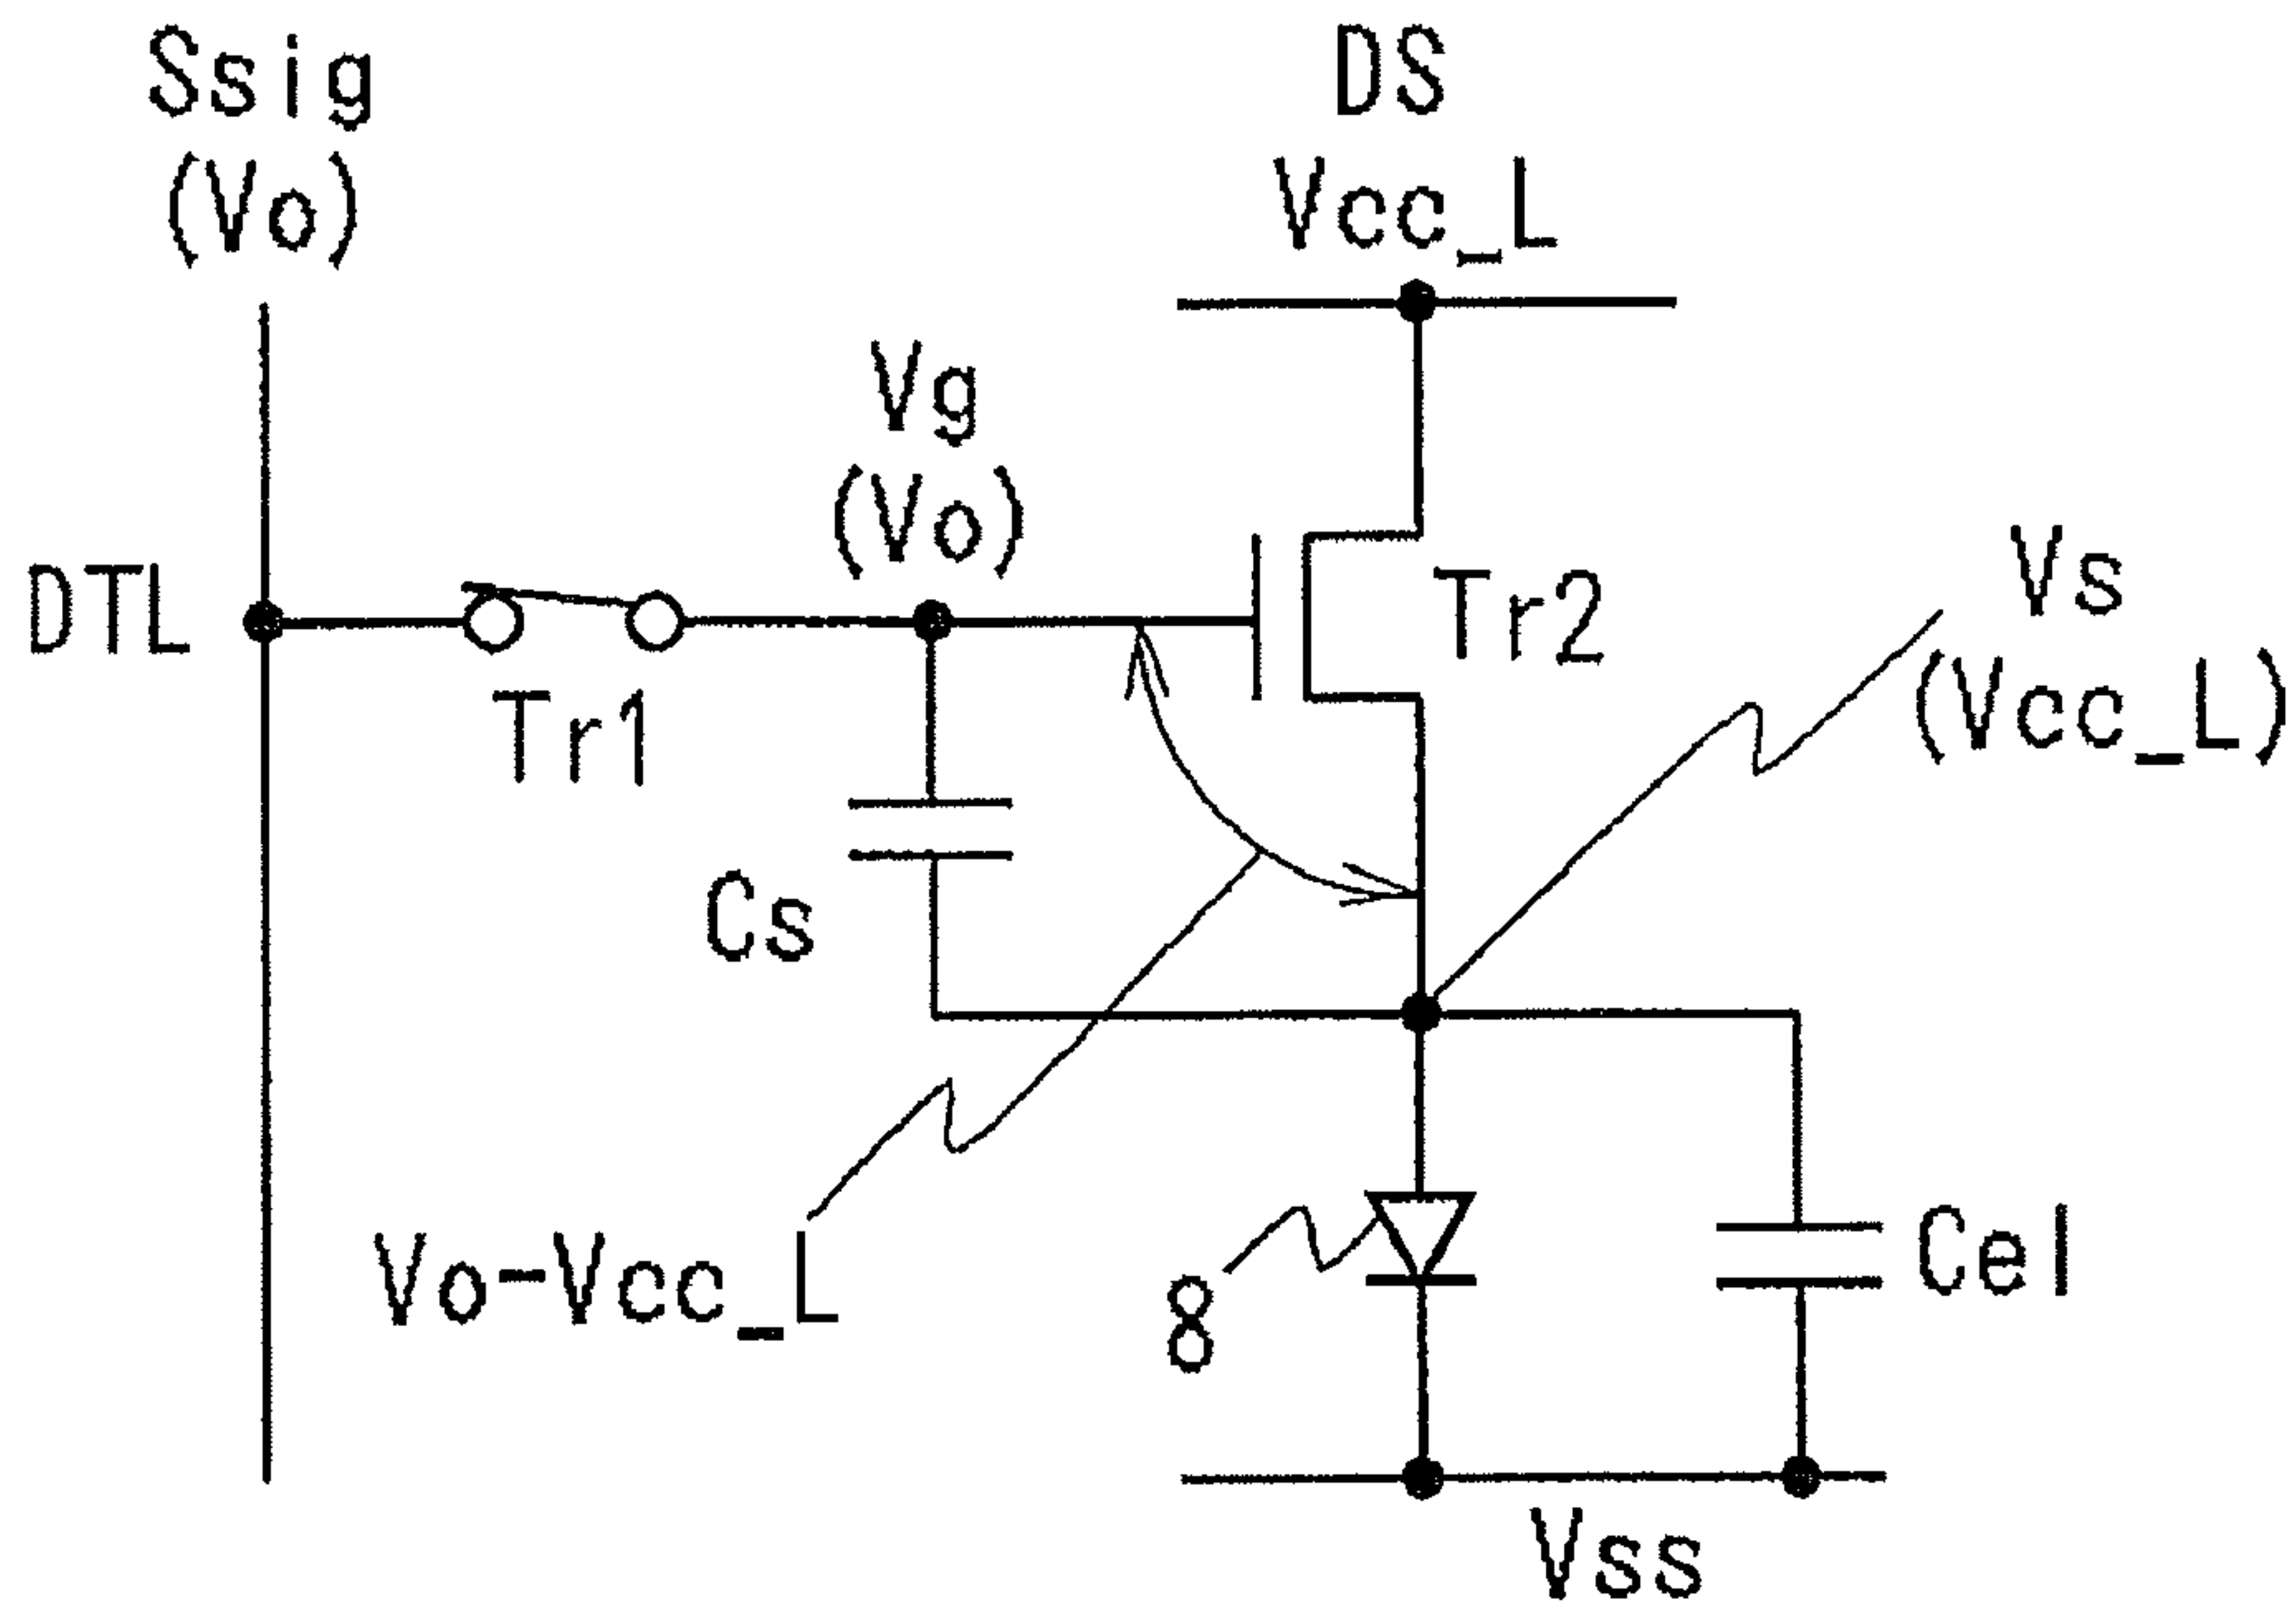 Ssig
(Vo)
DS
Vcc_L
Vg
(Vo)
DTL
Tr1
Tr2
Vs
(Vcc_L)
Cs
Vo-Vcc_L
8
Cel
Vss